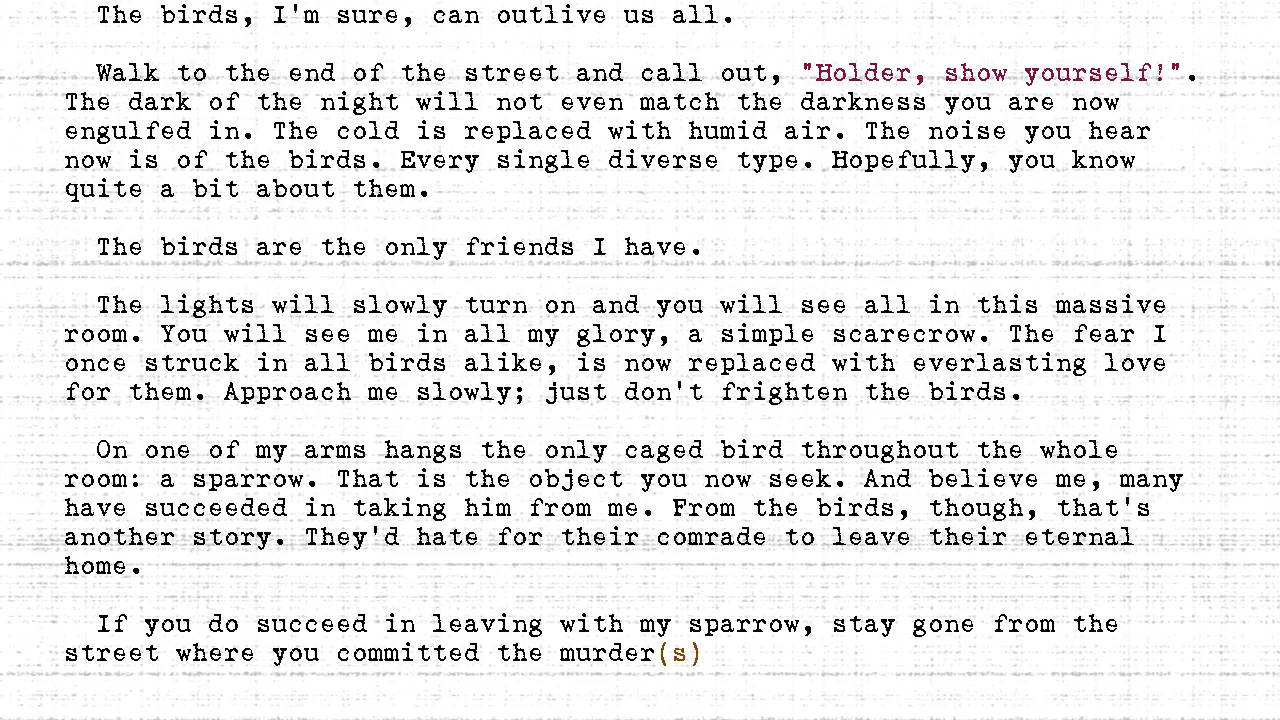 The birds, I'm sure, can outlive us all.
Walk to the end of the street and call out, "Holder, show yourself!".
The dark of the night will not even match the darkness you are now
engulfed in. The cold is replaced with humid air. The noise you hear
now is of the birds. Every single diverse type. Hopefully, you know
quite a bit about them.
The birds are the only friends I have.
The lights will slowly turn on and you will see all in this massive
room. You will see me in all my glory, a simple scarecrow. The fear I
once struck in all birds alike, is now replaced with everlasting love
for them. Approach me slowly; just don't frighten the birds.
On one of my arms hangs the only caged bird throughout the whole
room: a sparrow. That is the object you now seek. And believe me, many
have succeeded in taking him from me. From the birds, though, that's
another story. They'd hate for their comrade to leave their eternal
home.
If you do succeed in leaving with my sparrow, stay gone from the
street where you committed the murder(s)